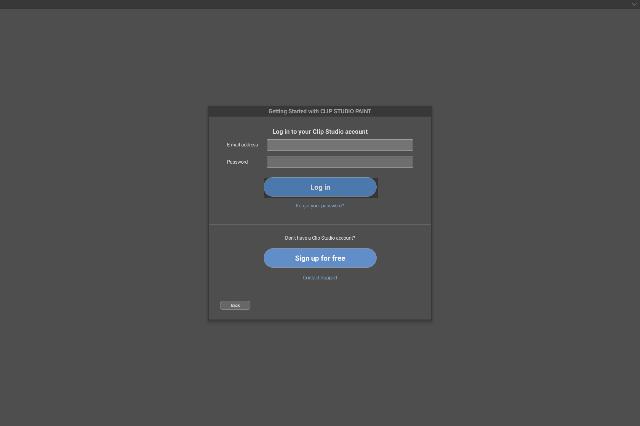 Getting Started with CLIP STUDIO PAINT
Log in to your Clip Studio account
E-mail address
Password
Log in
Forgot your password?
Don't have a Clip Studio account?
Sign up for free
Contact Support
Back